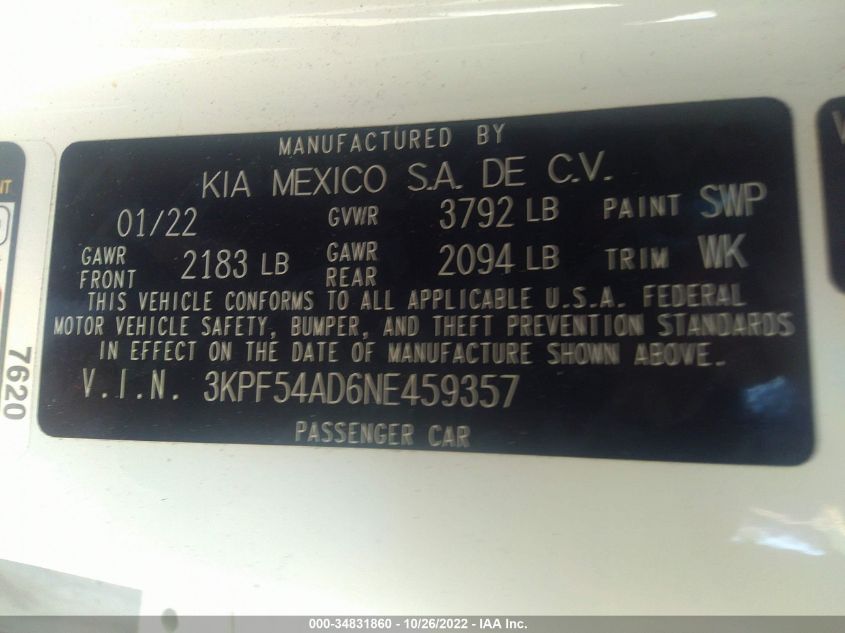 MANUFACTURED BY
KIA MEXICO S.A. DE C.V.
01/22 GVWR 3792 LB PAINT SWP
GAWR FRONT 2183 LB GAWR REAR 2094 LB TRIM WK
THIS VEHICLE CONFORMS TO ALL APPLICABLE U.S.A. FEDERAL
MOTOR VEHICLE SAFETY, BUMPER, AND THEFT PREVENTION STANDARDS
IN EFFECT ON THE DATE OF MANUFACTURE SHOWN ABOVE.
V.I.N. 3KPF54AD6NE459357
PASSENGER CAR
7620
000-34831860 - 10/26/2022 - IAA Inc.